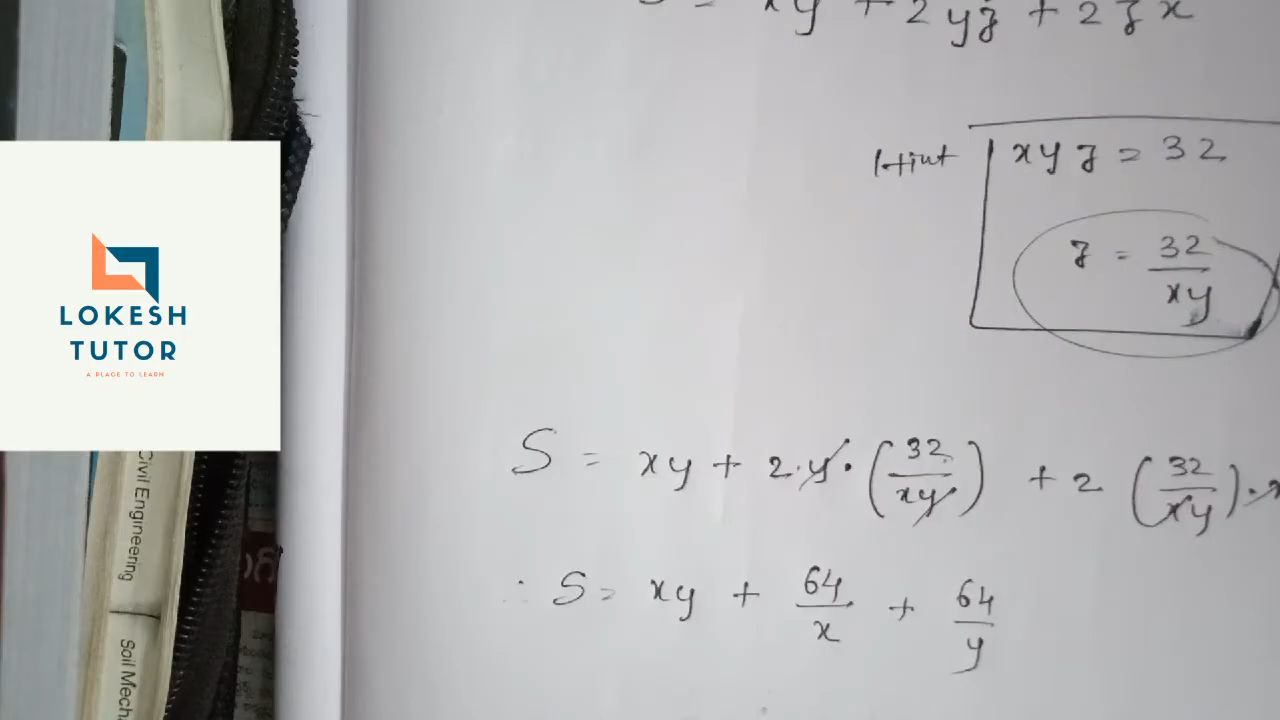 S = xy + 2yz + 2zx
Hint
xyz = 32
z = 32/xy
S = xy + 2.y.(32/xy) + 2(32/xy).x
∴ S = xy + 64/x + 64/y
LOKESH
TUTOR
A PLACE TO LEARN
Civil Engineering
Soil Mecha